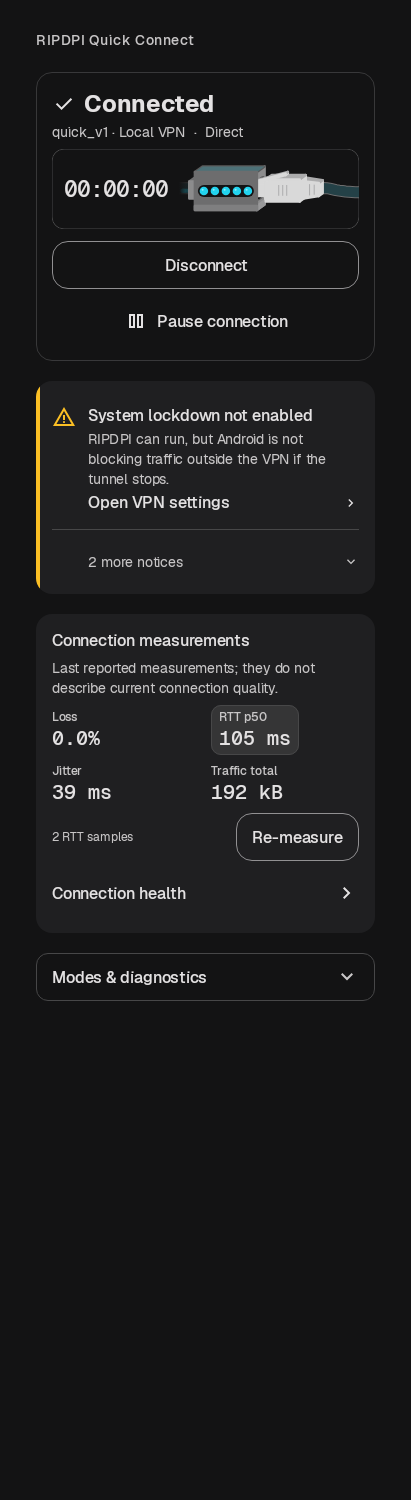 RIPDPI Quick Connect
Connected
quick_v1 · Local VPN · Direct
00:00:00
Disconnect
Pause connection
System lockdown not enabled
RIPDPI can run, but Android is not
blocking traffic outside the VPN if the
tunnel stops.
Open VPN settings
2 more notices
Connection measurements
Last reported measurements; they do not
describe current connection quality.
Loss
0.0%
RTT p50
105 ms
Jitter
39 ms
Traffic total
192 kB
2 RTT samples
Re-measure
Connection health
Modes & diagnostics